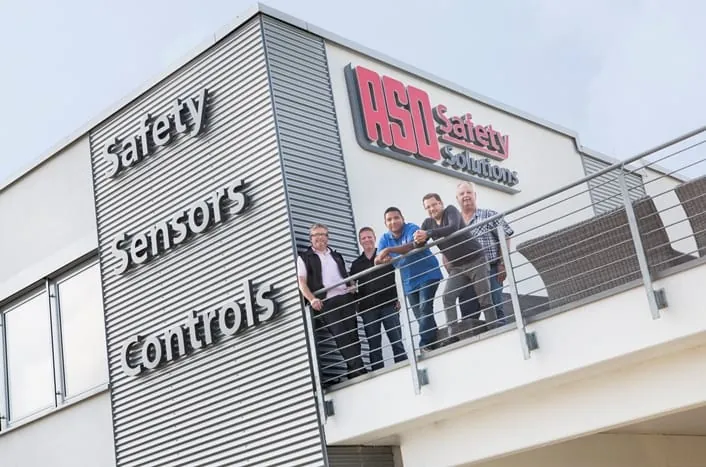 Safety
Sensors
Controls
ASO Safety
Solutions